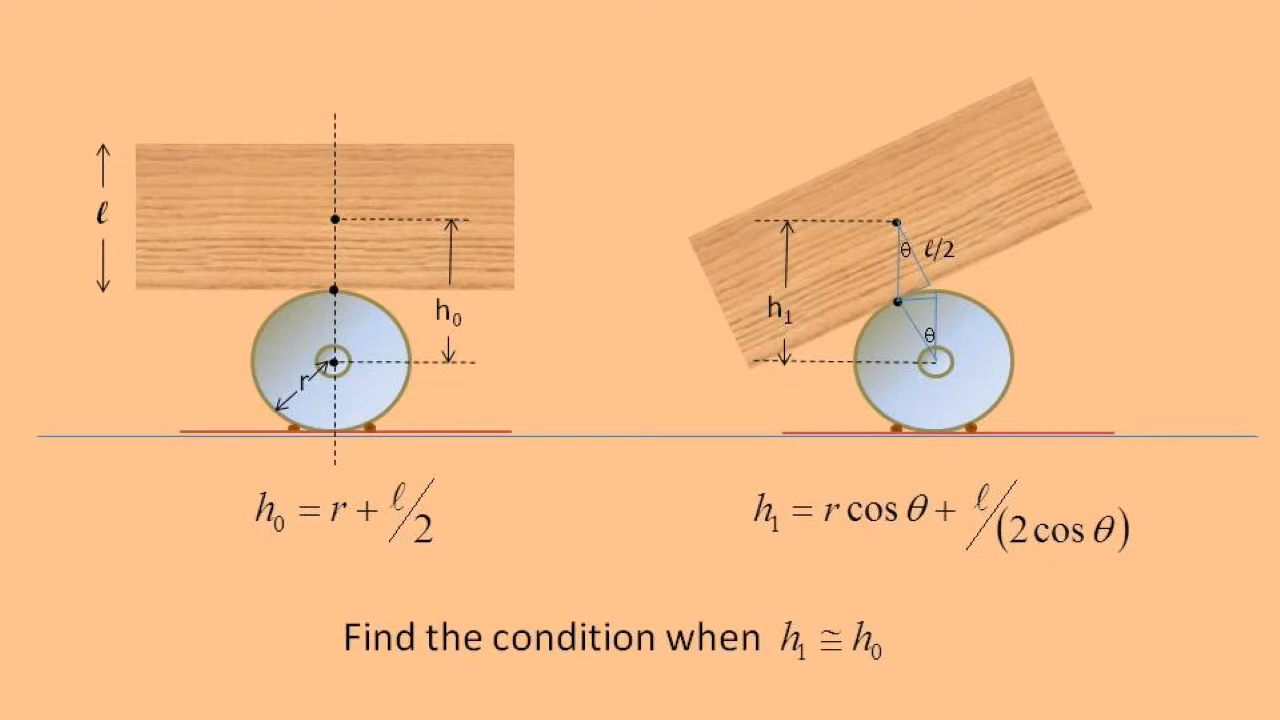 ℓ
h₀
r
θ ℓ/2
h₁
θ
h₀ = r + ℓ/2
h₁ = r cos θ + ℓ/(2 cos θ)
Find the condition when h₁ ≅ h₀